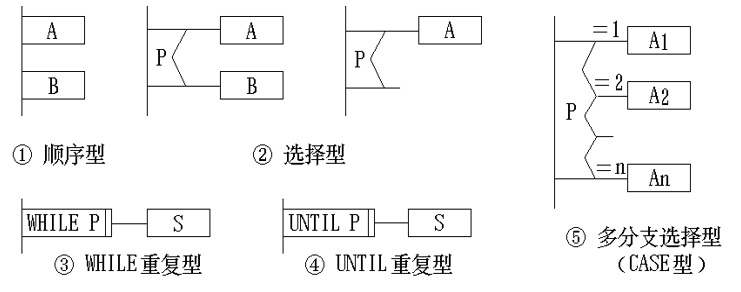 A
B
① 顺序型
P
A
B
P
A
② 选择型
WHILE P
S
③ WHILE重复型
UNTIL P
S
④ UNTIL重复型
P
=1
A1
=2
A2
=n
An
⑤ 多分支选择型
(CASE型)